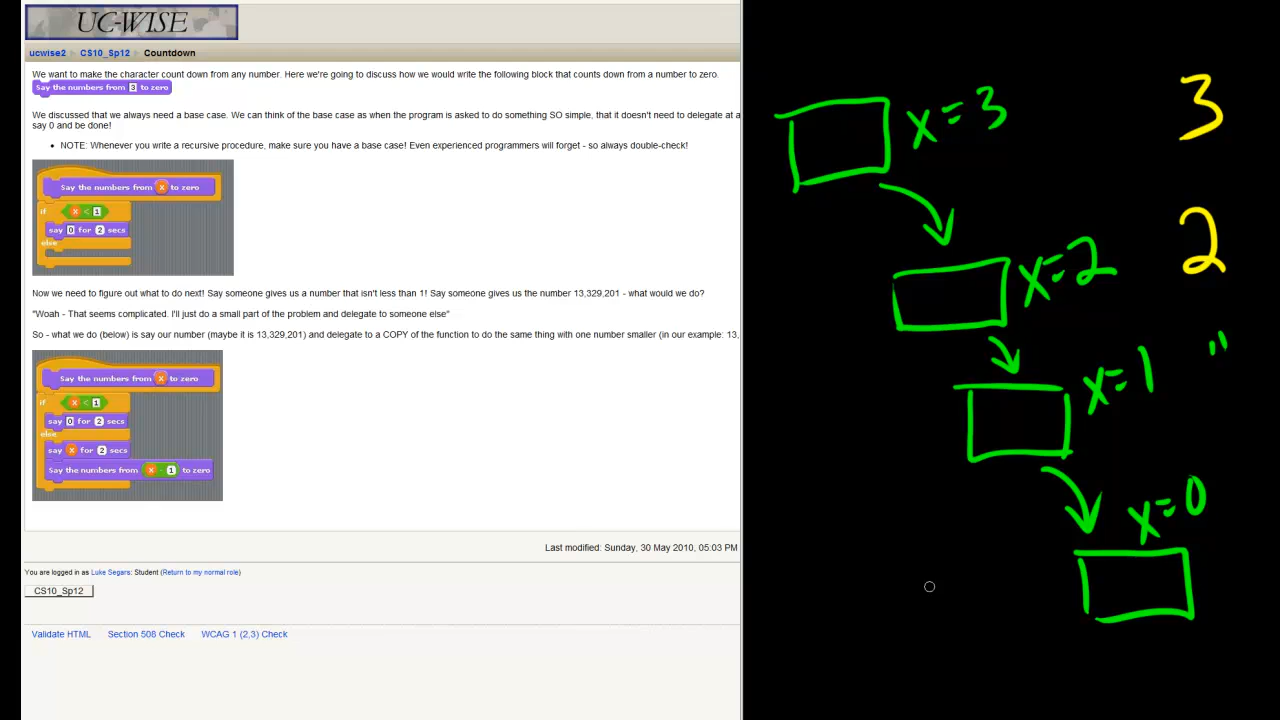 UC-WISE
ucwise2 CS10_Sp12 Countdown
We want to make the character count down from any number. Here we're going to discuss how we would write the following block that counts down from a number to zero.
Say the numbers from 3 to zero
We discussed that we always need a base case. We can think of the base case as when the program is asked to do something SO simple, that it doesn't need to delegate at a
say 0 and be done!
• NOTE: Whenever you write a recursive procedure, make sure you have a base case! Even experienced programmers will forget - so always double-check!
Say the numbers from x to zero
if x < 1
say 0 for 2 secs
else
Now we need to figure out what to do next! Say someone gives us a number that isn't less than 1! Say someone gives us the number 13,329,201 - what would we do?
"Woah - That seems complicated. I'll just do a small part of the problem and delegate to someone else"
So - what we do (below) is say our number (maybe it is 13,329,201) and delegate to a COPY of the function to do the same thing with one number smaller (in our example: 13,
Say the numbers from x to zero
if x < 1
say 0 for 2 secs
else
say x for 2 secs
Say the numbers from x - 1 to zero
Last modified: Sunday, 30 May 2010, 05:03 PM
You are logged in as Luke Segars: Student (Return to my normal role)
CS10_Sp12
Validate HTML Section 508 Check WCAG 1 (2,3) Check
x=3 3
x=2 2
x=1 "
x=0